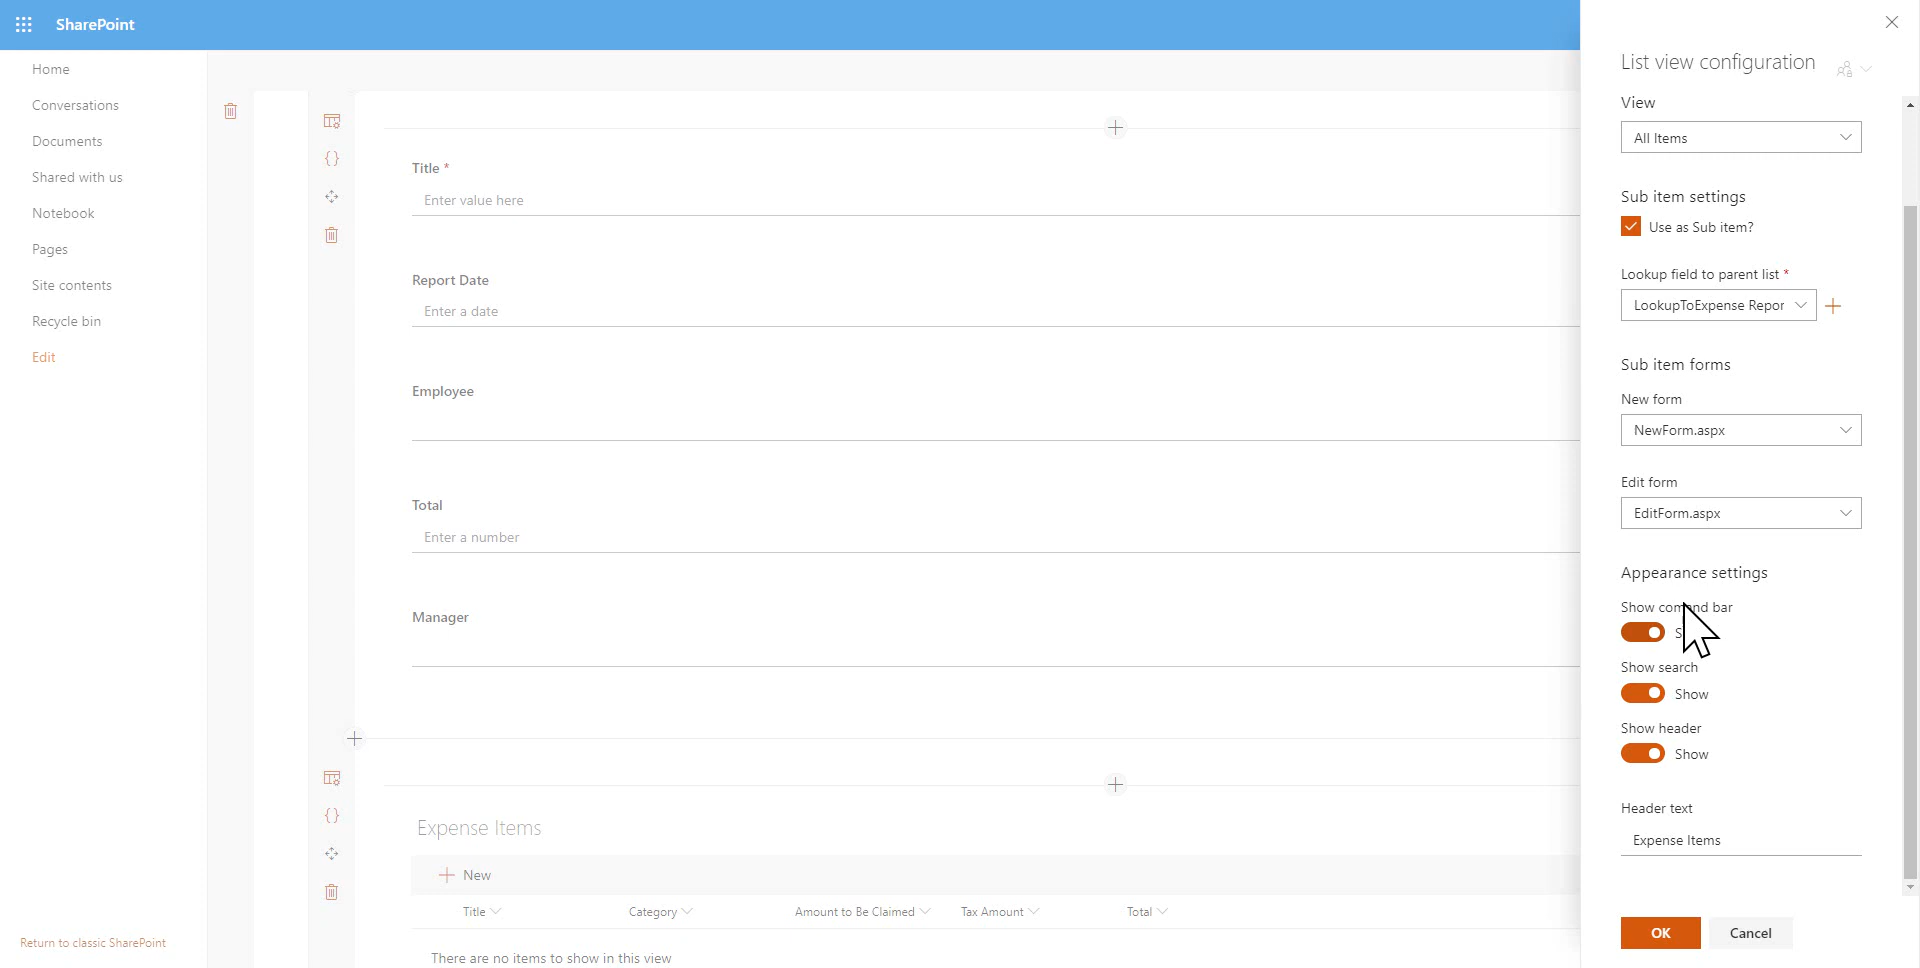 SharePoint
Home
Conversations
Documents
Shared with us
Notebook
Pages
Site contents
Recycle bin
Edit
Return to classic SharePoint
Title *
Enter value here
Report Date
Enter a date
Employee
Total
Enter a number
Manager
Expense Items
New
Title Category Amount to Be Claimed Tax Amount Total
There are no items to show in this view
List view configuration
View
All Items
Sub item settings
Use as Sub item?
Lookup field to parent list *
LookupToExpense Repor
Sub item forms
New form
NewForm.aspx
Edit form
EditForm.aspx
Appearance settings
Show bar
Show search
Show
Show header
Show
Header text
Expense Items
OK Cancel